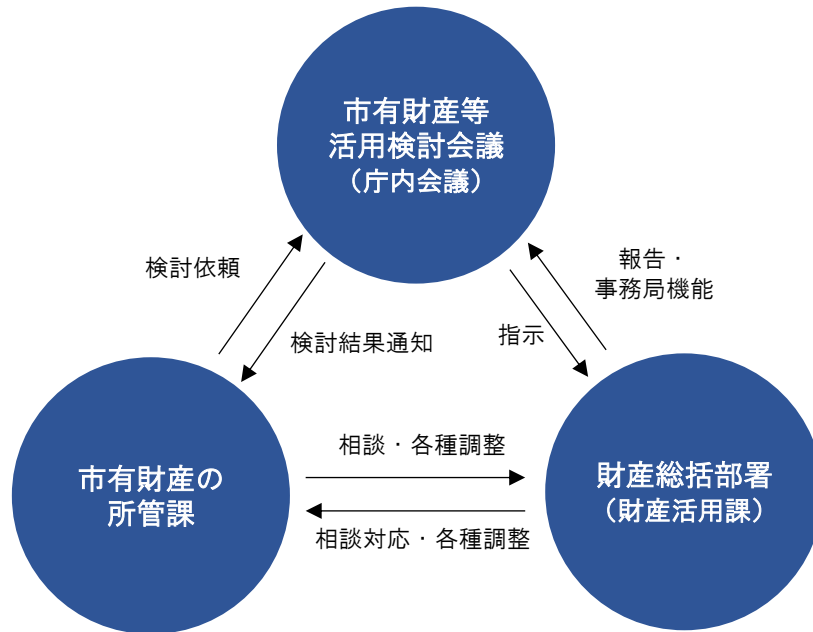 市有財産等
活用検討会議
（庁内会議）
検討依頼
報告・
事務局機能
検討結果通知
指示
市有財産の
所管課
相談・各種調整
相談対応・各種調整
財産総括部署
（財産活用課）